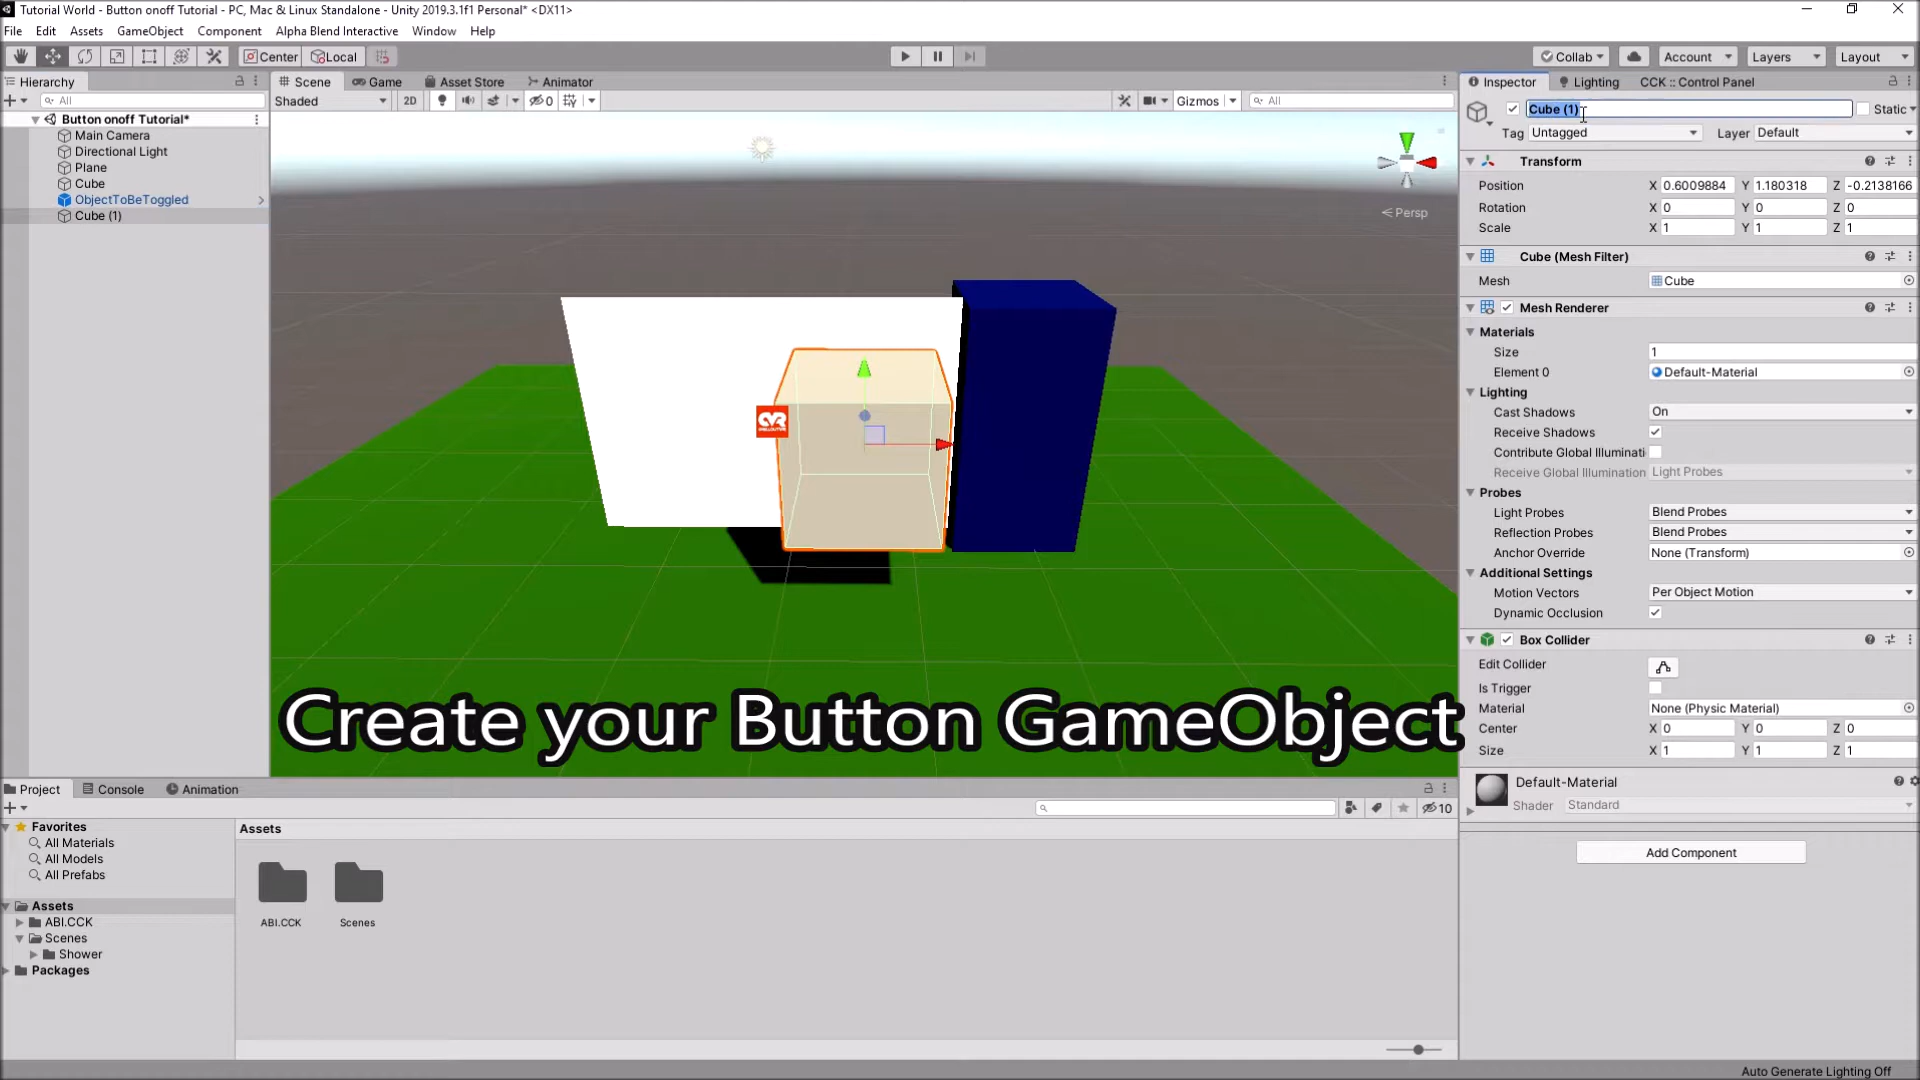 Tutorial World - Button onoff Tutorial - PC, Mac & Linux Standalone - Unity 2019.3.1f1 Personal* <DX11>
File Edit Assets GameObject Component Alpha Blend Interactive Window Help
Center Local Collab Account Layers Layout
Hierarchy
All
Button onoff Tutorial*
Main Camera
Directional Light
Plane
Cube
ObjectToBeToggled
Cube (1)
Scene Game Asset Store Animator
Shaded 2D 0 Gizmos All
Persp
Create your Button GameObject
Inspector Lighting CCK :: Control Panel
Cube (1) Static
Tag Untagged Layer Default
Transform
Position X 0.6009884 Y 1.180318 Z -0.2138166
Rotation X 0 Y 0 Z 0
Scale X 1 Y 1 Z 1
Cube (Mesh Filter)
Mesh Cube
Mesh Renderer
Materials
Size 1
Element 0 Default-Material
Lighting
Cast Shadows On
Receive Shadows
Contribute Global Illuminati
Receive Global Illumination Light Probes
Probes
Light Probes Blend Probes
Reflection Probes Blend Probes
Anchor Override None (Transform)
Additional Settings
Motion Vectors Per Object Motion
Dynamic Occlusion
Box Collider
Edit Collider
Is Trigger
Material None (Physic Material)
Center X 0 Y 0 Z 0
Size X 1 Y 1 Z 1
Default-Material
Shader Standard
Add Component
Project Console Animation
10
Favorites
All Materials
All Models
All Prefabs
Assets
ABI.CCK
Scenes
Shower
Packages
Assets
ABI.CCK Scenes
Auto Generate Lighting Off